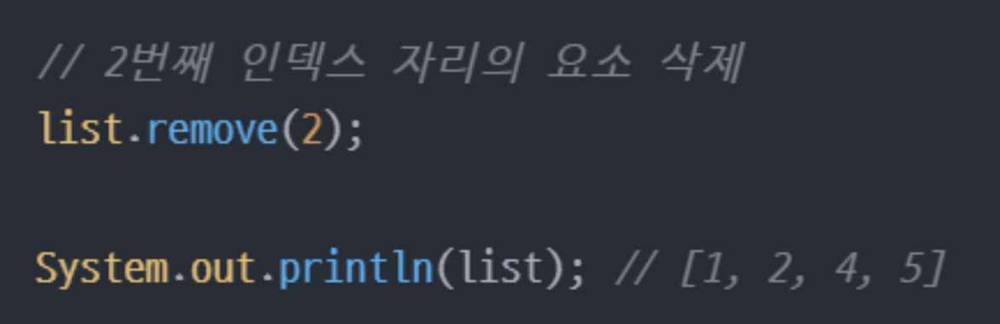 // 2번째 인덱스 자리의 요소 삭제
list.remove(2);
System.out.println(list); // [1, 2, 4, 5]